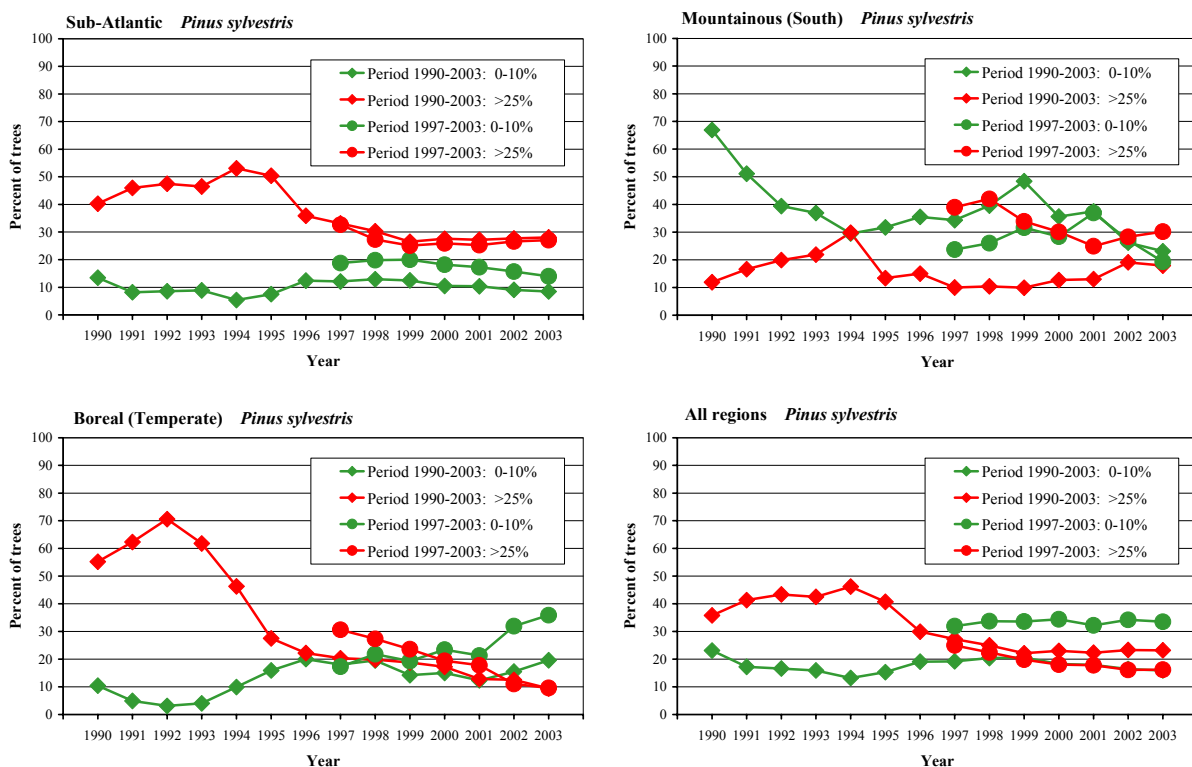 Sub-Atlantic Pinus sylvestris
Percent of trees
100
90
80
70
60
50
40
30
20
10
0
Period 1990-2003: 0-10%
Period 1990-2003: >25%
Period 1997-2003: 0-10%
Period 1997-2003: >25%
1990 1991 1992 1993 1994 1995 1996 1997 1998 1999 2000 2001 2002 2003
Year
Mountainous (South) Pinus sylvestris
Percent of trees
100
90
80
70
60
50
40
30
20
10
0
Period 1990-2003: 0-10%
Period 1990-2003: >25%
Period 1997-2003: 0-10%
Period 1997-2003: >25%
1990 1991 1992 1993 1994 1995 1996 1997 1998 1999 2000 2001 2002 2003
Year
Boreal (Temperate) Pinus sylvestris
Percent of trees
100
90
80
70
60
50
40
30
20
10
0
Period 1990-2003: 0-10%
Period 1990-2003: >25%
Period 1997-2003: 0-10%
Period 1997-2003: >25%
1990 1991 1992 1993 1994 1995 1996 1997 1998 1999 2000 2001 2002 2003
Year
All regions Pinus sylvestris
Percent of trees
100
90
80
70
60
50
40
30
20
10
0
Period 1990-2003: 0-10%
Period 1990-2003: >25%
Period 1997-2003: 0-10%
Period 1997-2003: >25%
1990 1991 1992 1993 1994 1995 1996 1997 1998 1999 2000 2001 2002 2003
Year